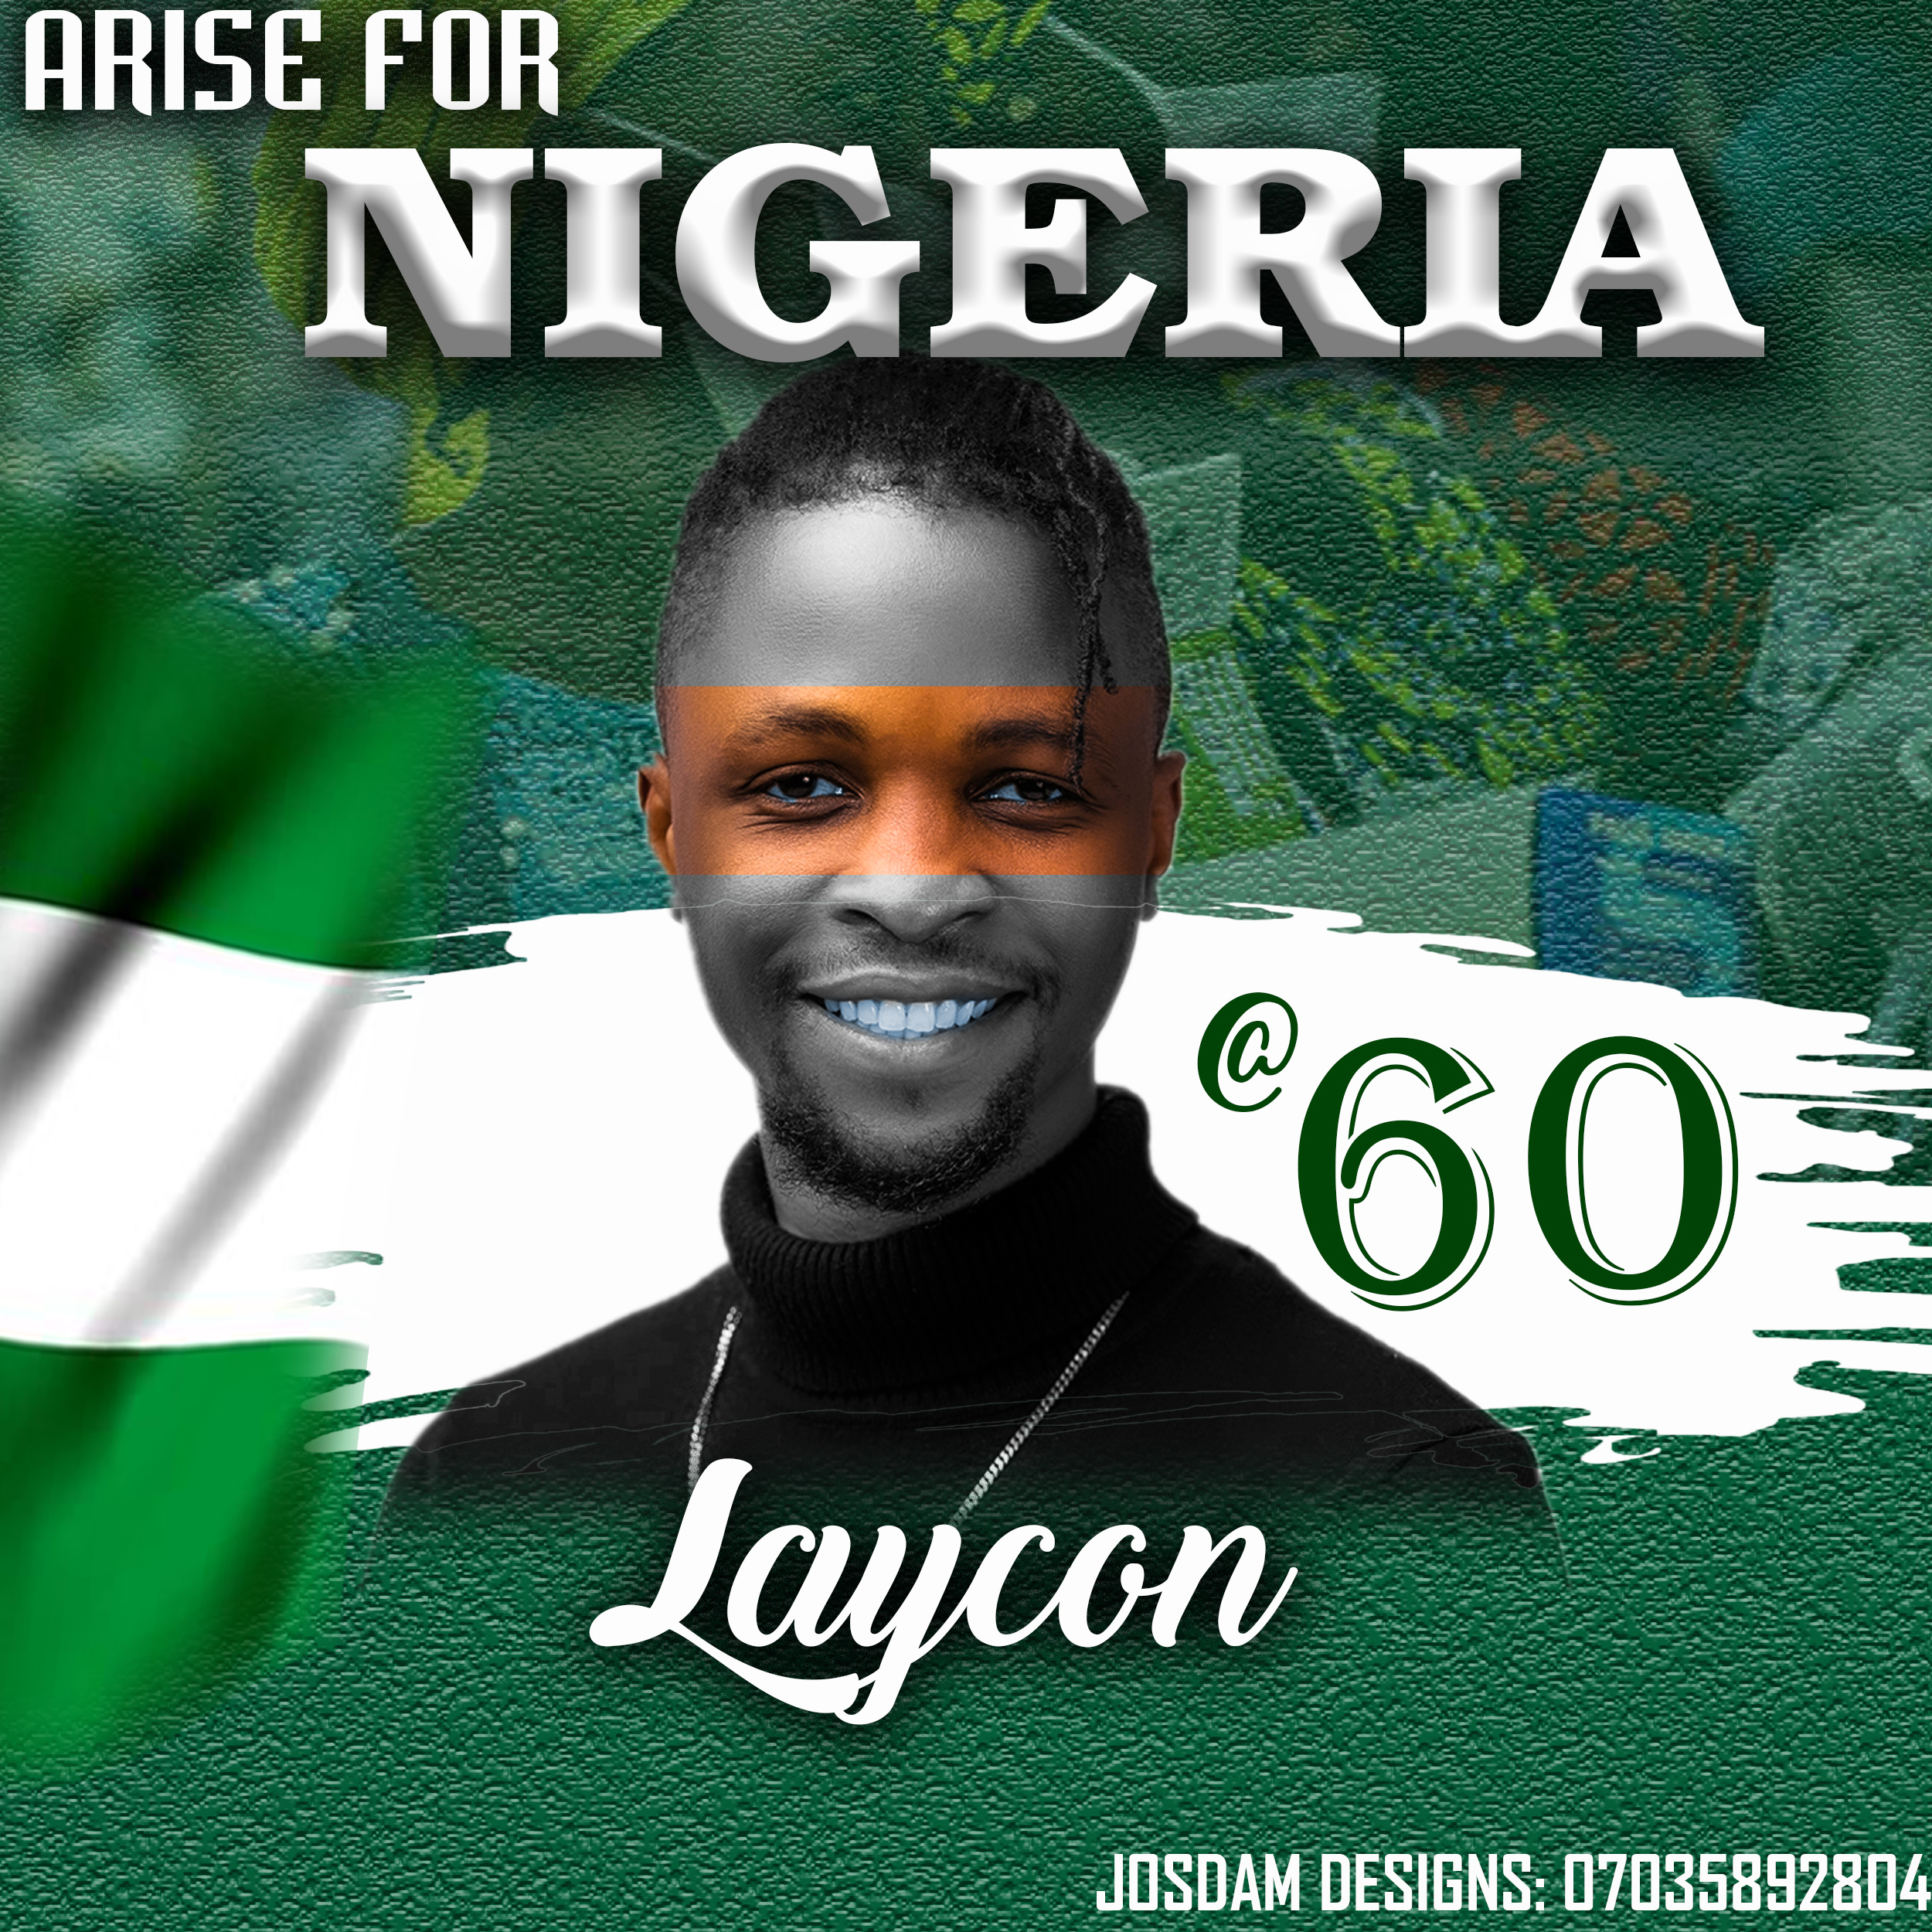 ARISE FOR
NIGERIA
@60
Laycon
JOSDAM DESIGNS: 07035892804